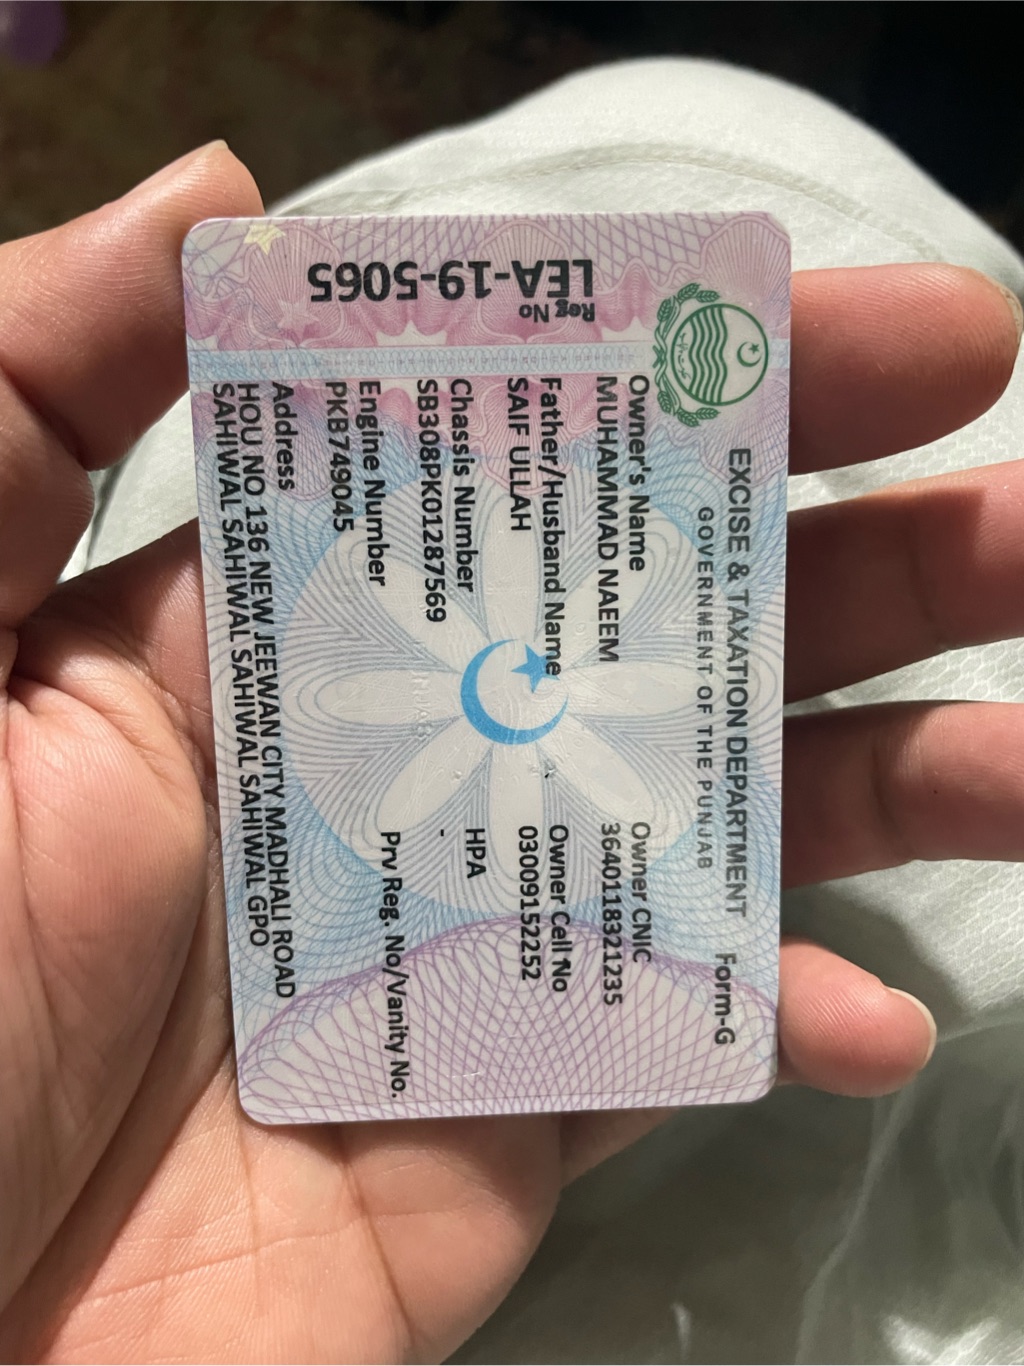 EXCISE & TAXATION DEPARTMENT Form-G
GOVERNMENT OF THE PUNJAB
Reg No
LEA-19-5065
Owner's Name Owner CNIC
MUHAMMAD NAEEM 3640118321235
Father/Husband Name Owner Cell No
SAIF ULLAH 03009152252
Chassis Number HPA
SB308PK01287569 -
Engine Number Prv Reg. No/Vanity No.
PKB749045
Address
HOU NO 136 NEW JEEWAN CITY MADHALI ROAD
SAHIWAL SAHIWAL SAHIWAL SAHIWAL GPO